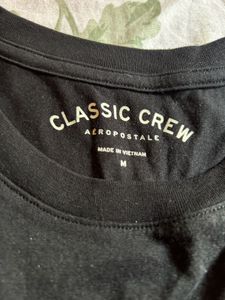 CLASSIC CREW
AÉROPOSTALE
MADE IN VIETNAM
M